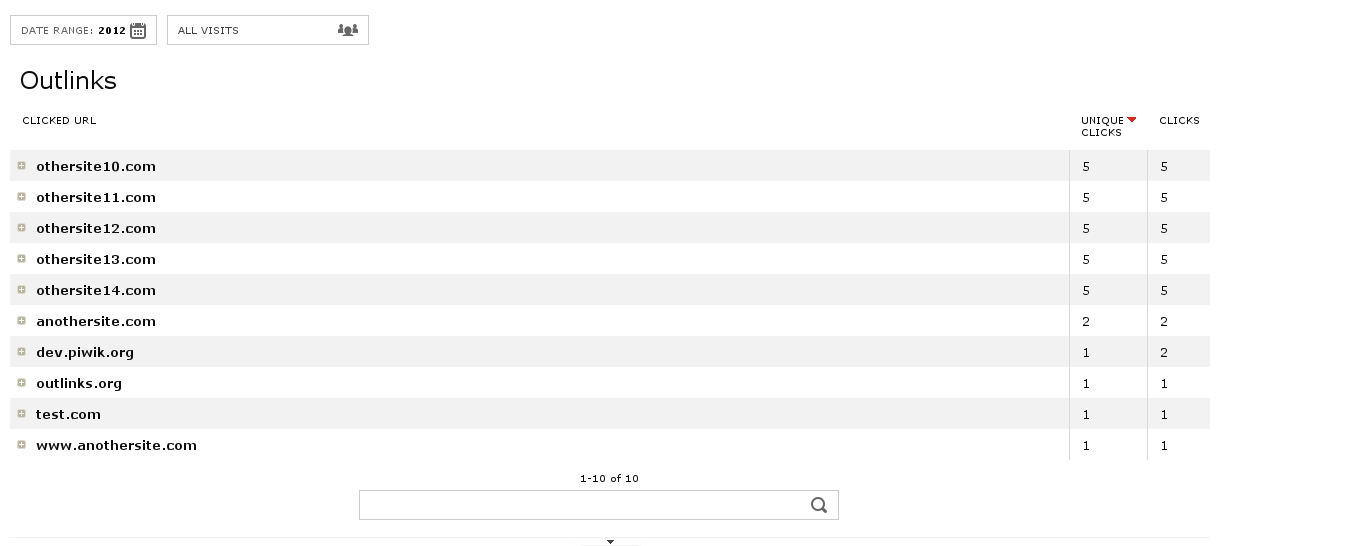 DATE RANGE: 2012 ALL VISITS
Outlinks
CLICKED URL UNIQUE CLICKS CLICKS
othersite10.com 5 5
othersite11.com 5 5
othersite12.com 5 5
othersite13.com 5 5
othersite14.com 5 5
anothersite.com 2 2
dev.piwik.org 1 2
outlinks.org 1 1
test.com 1 1
www.anothersite.com 1 1
1-10 of 10